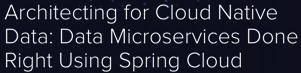 Architecting for Cloud Native
Data: Data Microservices Done
Right Using Spring Cloud